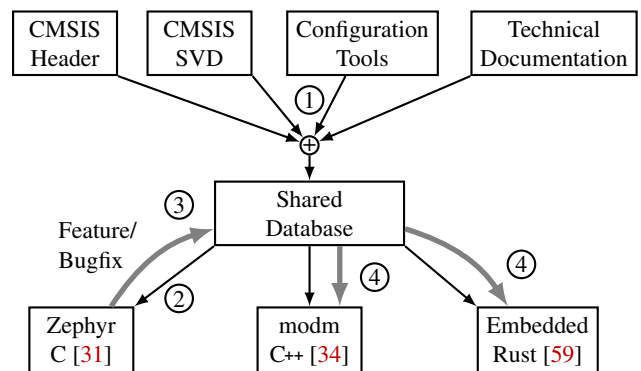 CMSIS
Header
CMSIS
SVD
Configuration
Tools
Technical
Documentation
1
+
Shared
Database
3
Feature/
Bugfix
2
4
4
Zephyr
C [31]
modm
C++ [34]
Embedded
Rust [59]